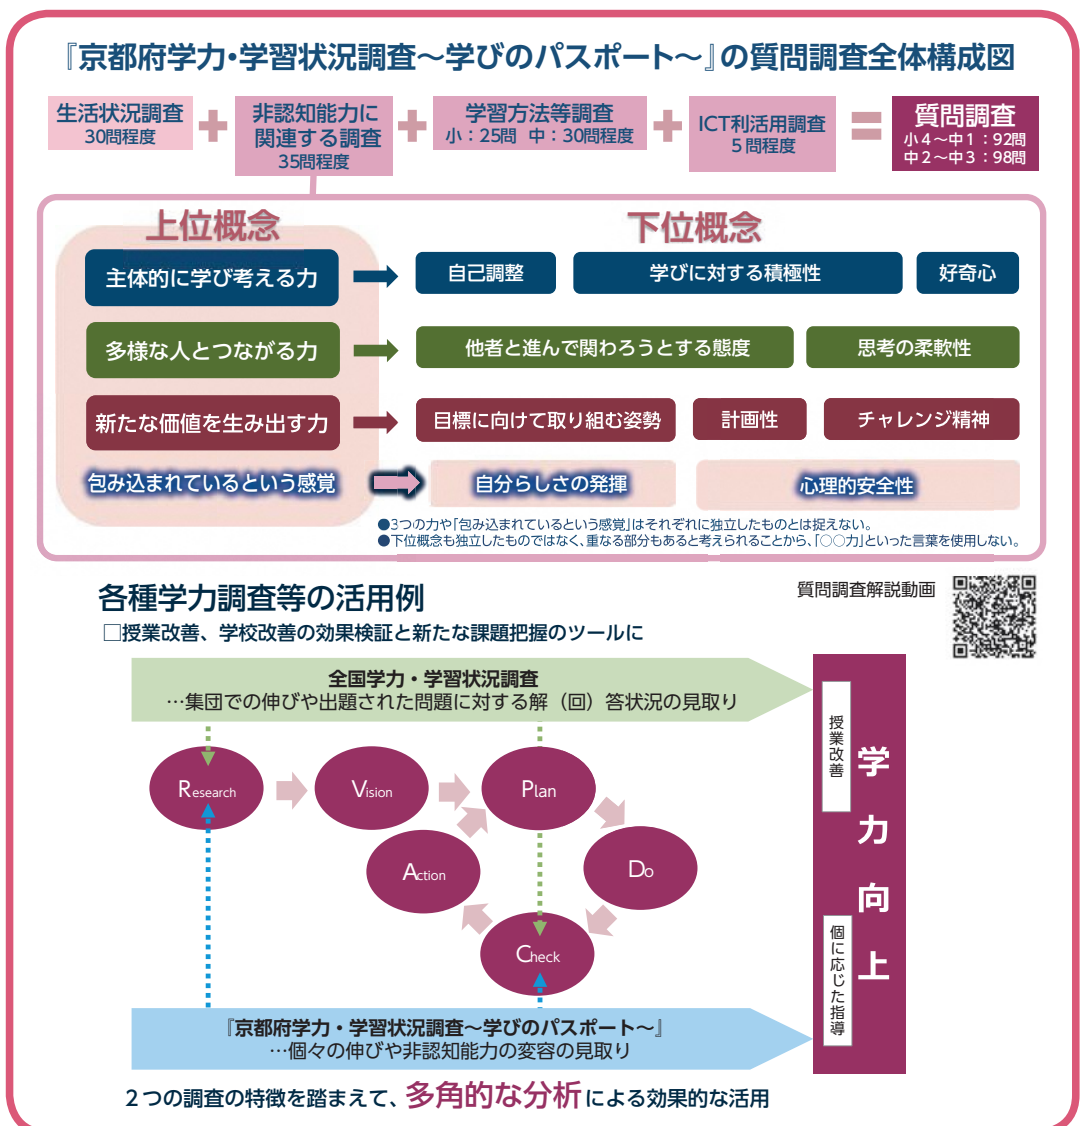 『京都府学力・学習状況調査～学びのパスポート～』の質問調査全体構成図
生活状況調査
30問程度
非認知能力に
関連する調査
35問程度
学習方法等調査
小：25問 中：30問程度
ICT利活用調査
5問程度
質問調査
小4～中1：92問
中2～中3：98問
上位概念
下位概念
主体的に学び考える力
自己調整
学びに対する積極性
好奇心
多様な人とつながる力
他者と進んで関わろうとする態度
思考の柔軟性
新たな価値を生み出す力
目標に向けて取り組む姿勢
計画性
チャレンジ精神
包み込まれているという感覚
自分らしさの発揮
心理的安全性
●3つの力や「包み込まれているという感覚」はそれぞれに独立したものとは捉えない。
●下位概念も独立したものではなく、重なる部分もあると考えられることから、「○○力」といった言葉を使用しない。
各種学力調査等の活用例
質問調査解説動画
□授業改善、学校改善の効果検証と新たな課題把握のツールに
全国学力・学習状況調査
…集団での伸びや出題された問題に対する解（回）答状況の見取り
Research
Vision
Plan
Action
Do
Check
授業改善
学力向上
個に応じた指導
『京都府学力・学習状況調査～学びのパスポート～』
…個々の伸びや非認知能力の変容の見取り
2つの調査の特徴を踏まえて、多角的な分析による効果的な活用